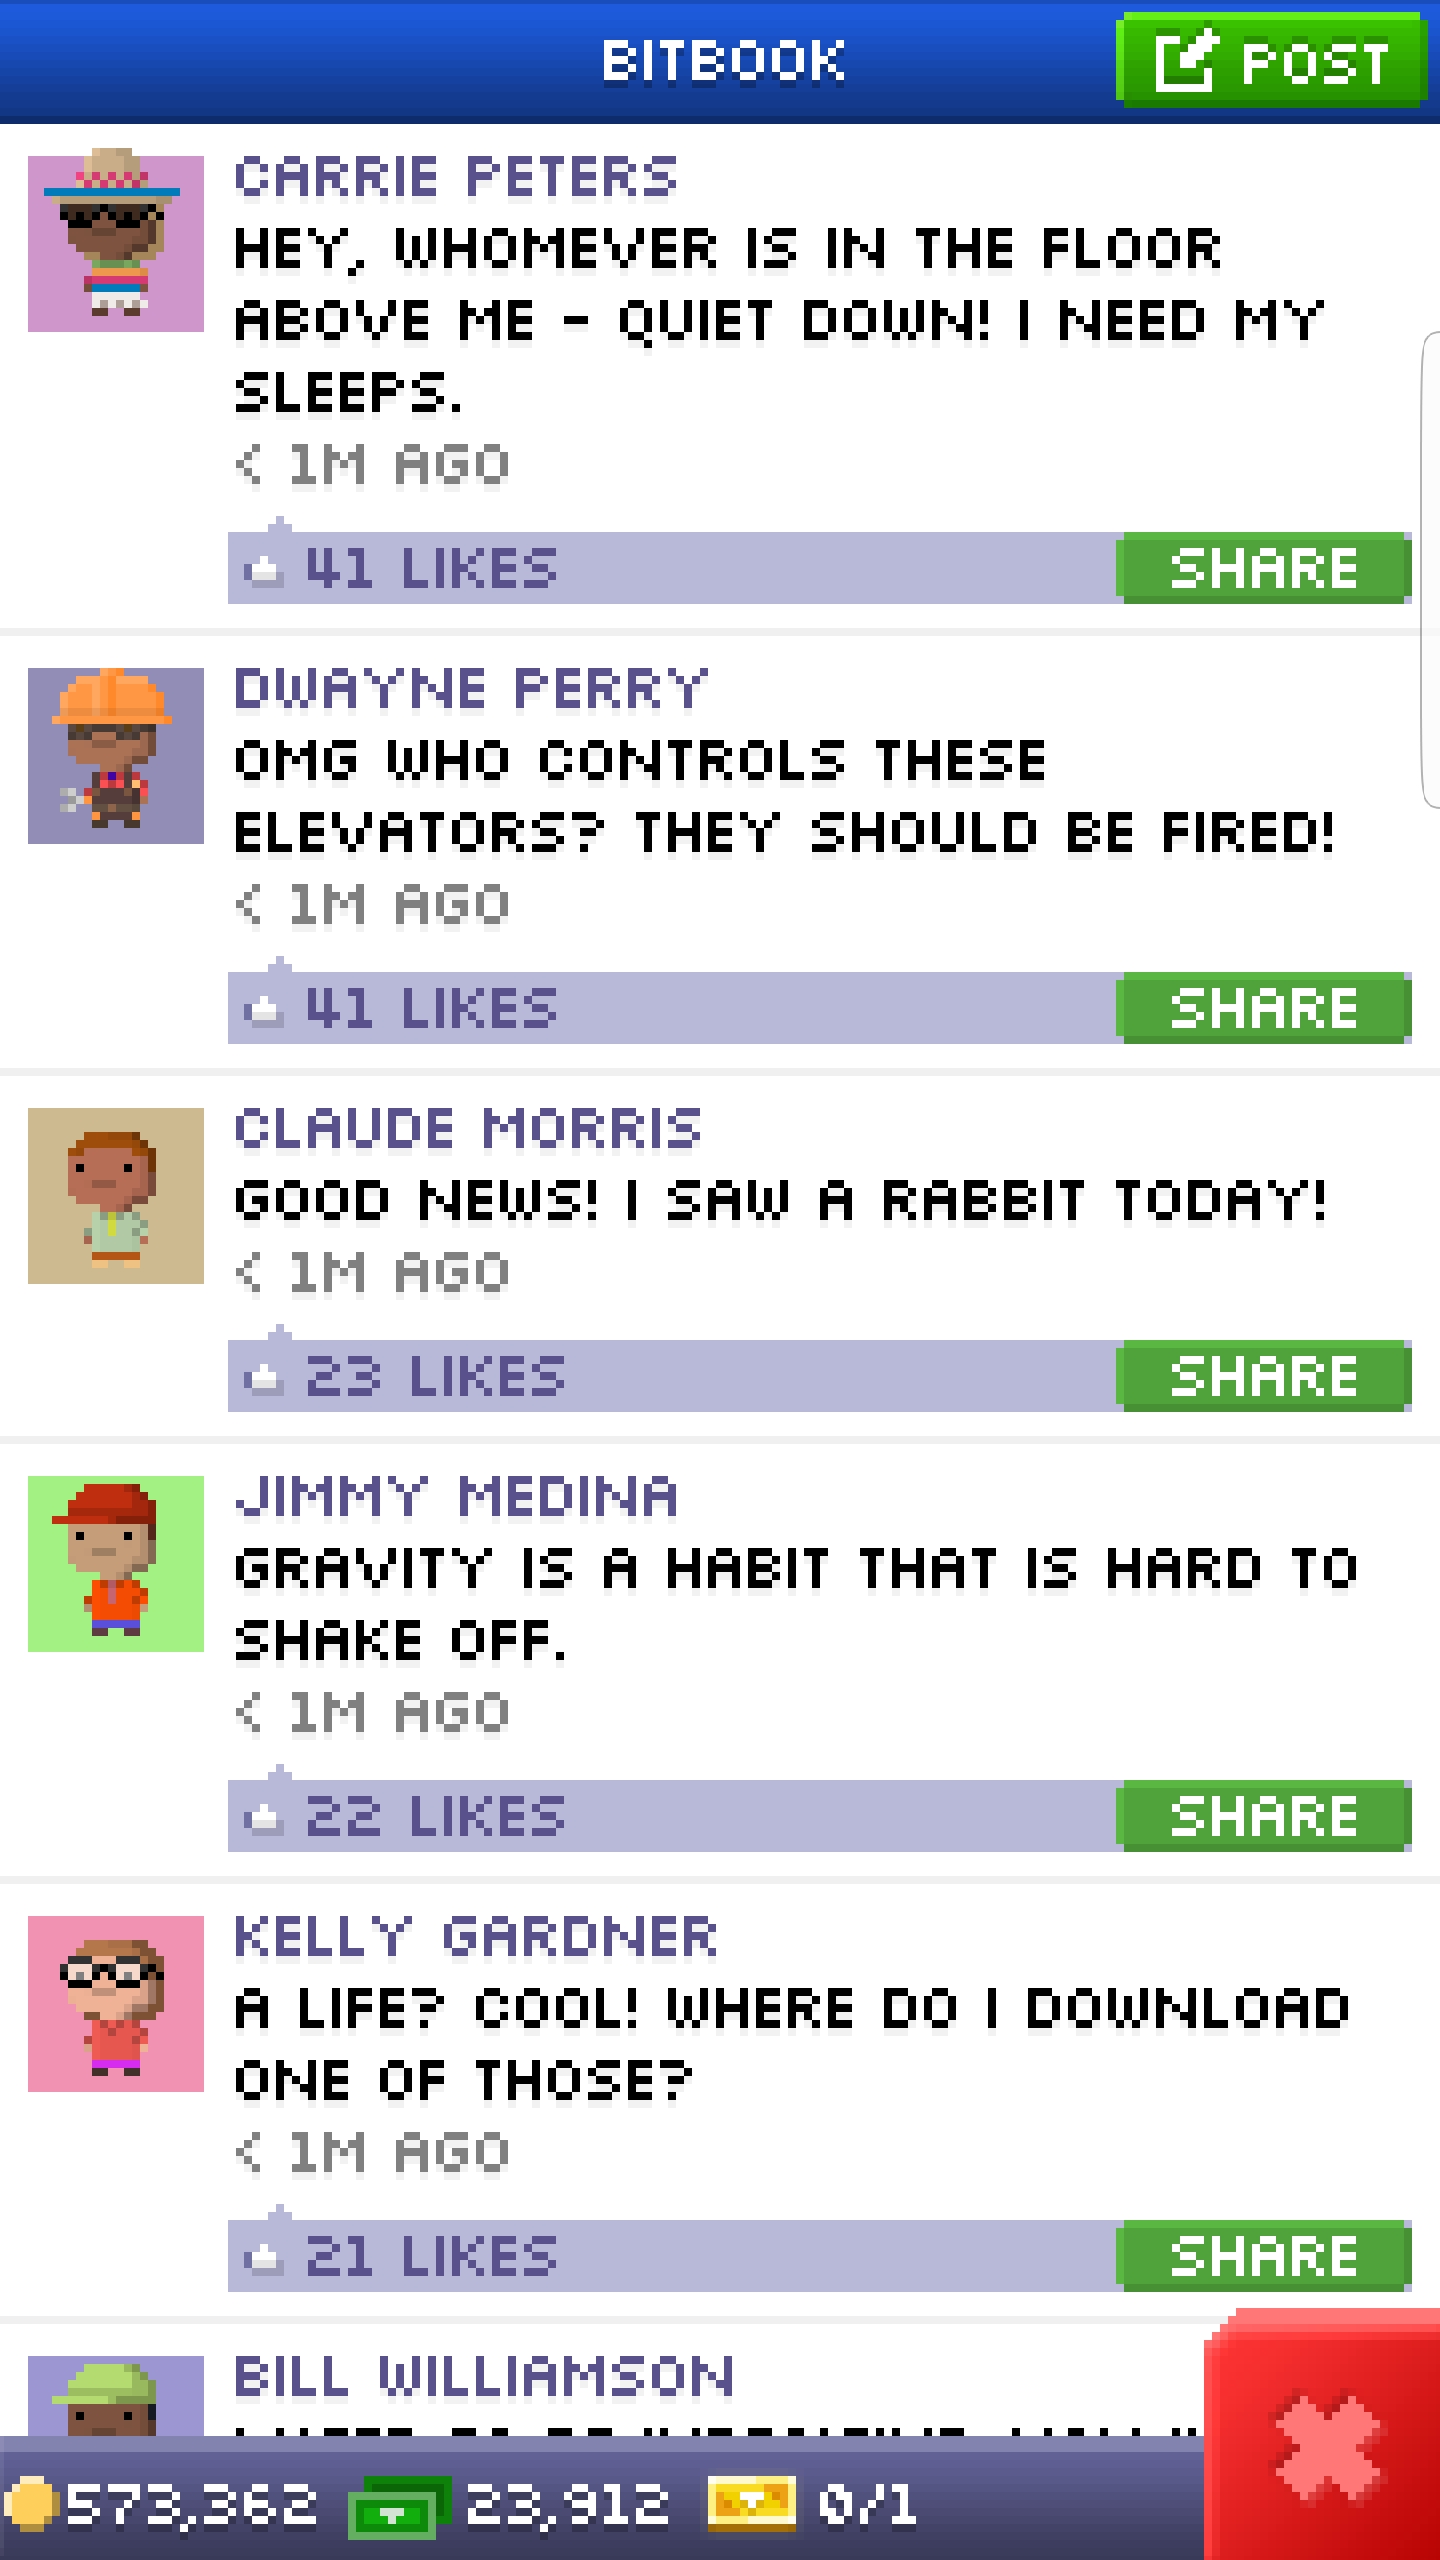 BITBOOK
POST
CARRIE PETERS
HEY, WHOMEVER IS IN THE FLOOR
ABOVE ME - QUIET DOWN! I NEED MY
SLEEPS.
< 1M AGO
41 LIKES
SHARE
DWAYNE PERRY
OMG WHO CONTROLS THESE
ELEVATORS? THEY SHOULD BE FIRED!
< 1M AGO
41 LIKES
SHARE
CLAUDE MORRIS
GOOD NEWS! I SAW A RABBIT TODAY!
< 1M AGO
23 LIKES
SHARE
JIMMY MEDINA
GRAVITY IS A HABIT THAT IS HARD TO
SHAKE OFF.
< 1M AGO
22 LIKES
SHARE
KELLY GARDNER
A LIFE? COOL! WHERE DO I DOWNLOAD
ONE OF THOSE?
< 1M AGO
21 LIKES
SHARE
BILL WILLIAMSON
573,362
23,912
0/1